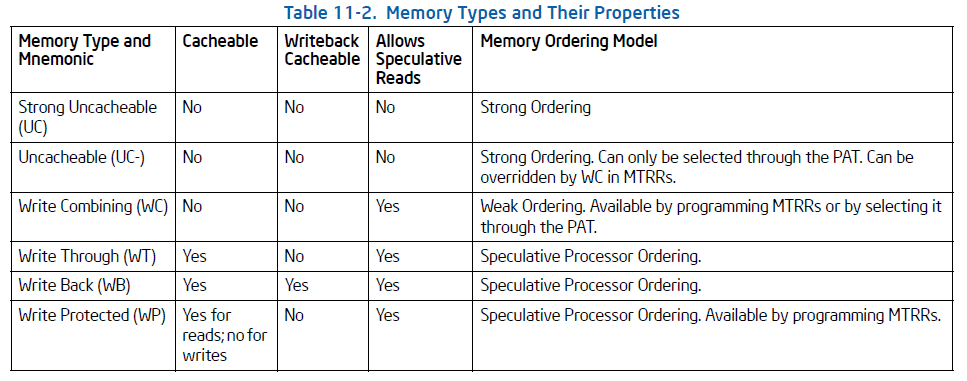 Table 11-2. Memory Types and Their Properties
Memory Type and Mnemonic Cacheable Writeback Cacheable Allows Speculative Reads Memory Ordering Model
Strong Uncacheable (UC) No No No Strong Ordering
Uncacheable (UC-) No No No Strong Ordering. Can only be selected through the PAT. Can be overridden by WC in MTRRs.
Write Combining (WC) No No Yes Weak Ordering. Available by programming MTRRs or by selecting it through the PAT.
Write Through (WT) Yes No Yes Speculative Processor Ordering.
Write Back (WB) Yes Yes Yes Speculative Processor Ordering.
Write Protected (WP) Yes for reads; no for writes No Yes Speculative Processor Ordering. Available by programming MTRRs.